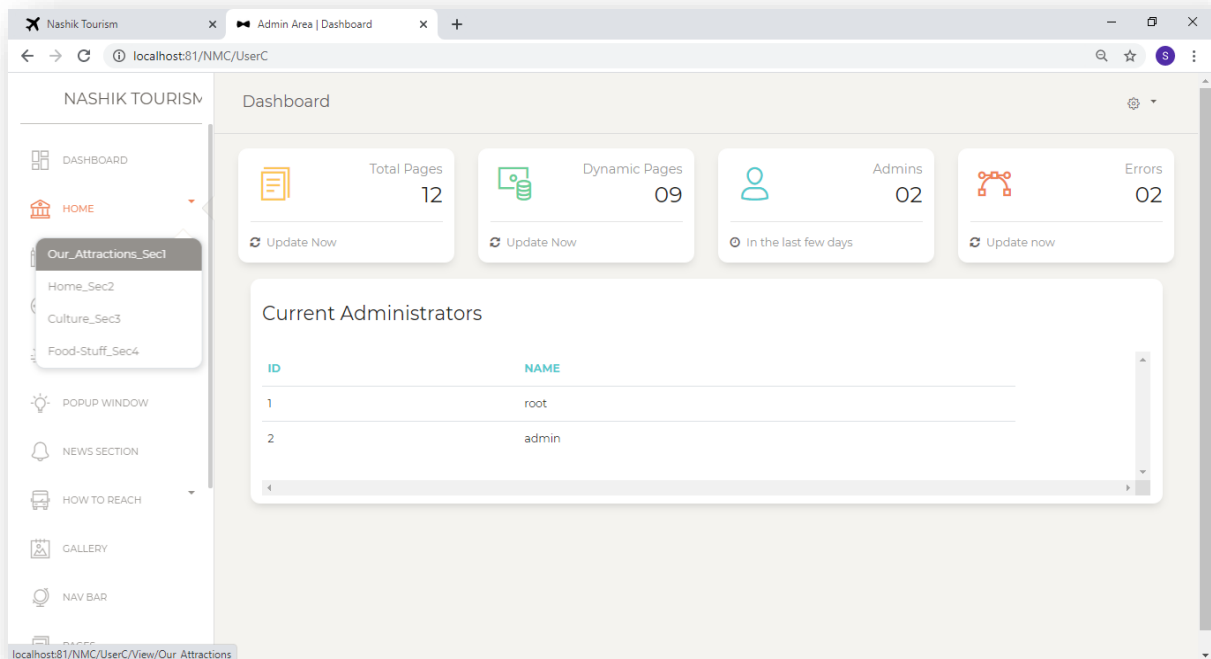 Nashik Tourism
Admin Area | Dashboard
localhost:81/NMC/UserC
S
NASHIK TOURISM
Dashboard
DASHBOARD
HOME
Our_Attractions_Sec1
Home_Sec2
Culture_Sec3
Food-Stuff_Sec4
POPUP WINDOW
NEWS SECTION
HOW TO REACH
GALLERY
NAV BAR
PAGES
Total Pages
12
Update Now
Dynamic Pages
09
Update Now
Admins
02
In the last few days
Errors
02
Update now
Current Administrators
ID NAME
1 root
2 admin
localhost:81/NMC/UserC/View/Our_Attractions